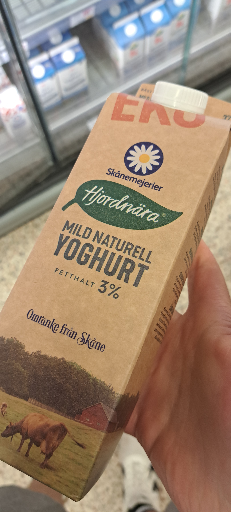 EKO
Skånemejerier
Hjordnära
MILD NATURELL
YOGHURT
FETTHALT 3%
Omtanke från Skåne